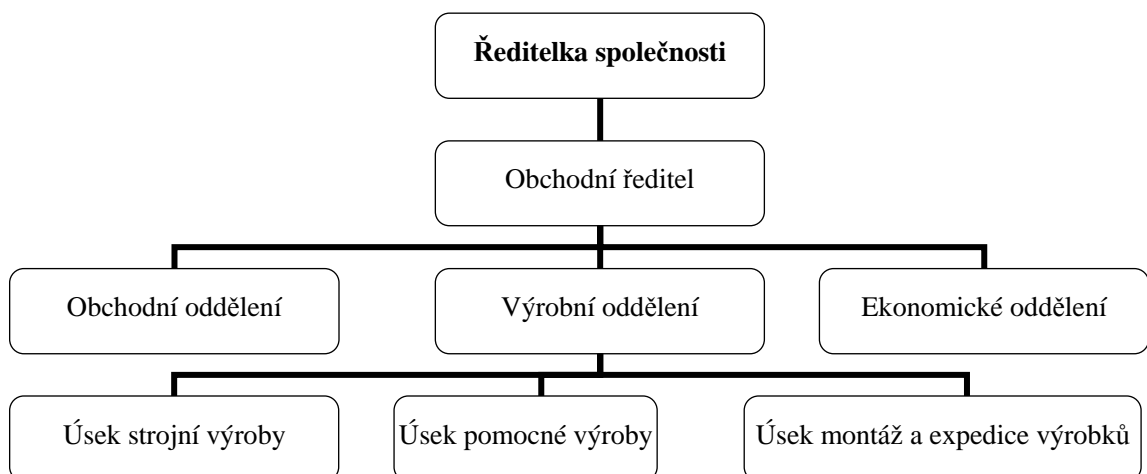 Ředitelka společnosti
Obchodní ředitel
Obchodní oddělení
Výrobní oddělení
Ekonomické oddělení
Úsek strojní výroby
Úsek pomocné výroby
Úsek montáž a expedice výrobků